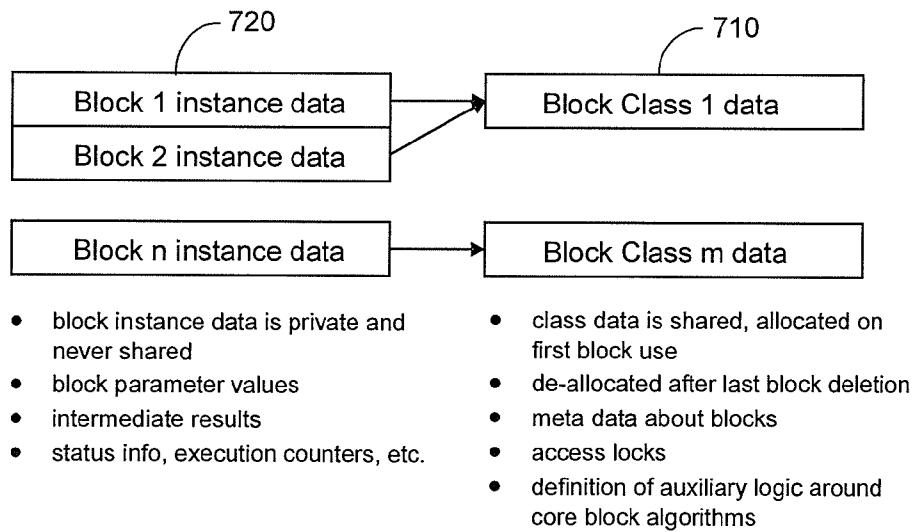 720
710
Block 1 instance data
Block Class 1 data
Block 2 instance data
Block n instance data
Block Class m data
• block instance data is private and
never shared
• block parameter values
• intermediate results
• status info, execution counters, etc.
• class data is shared, allocated on
first block use
• de-allocated after last block deletion
• meta data about blocks
• access locks
• definition of auxiliary logic around
core block algorithms